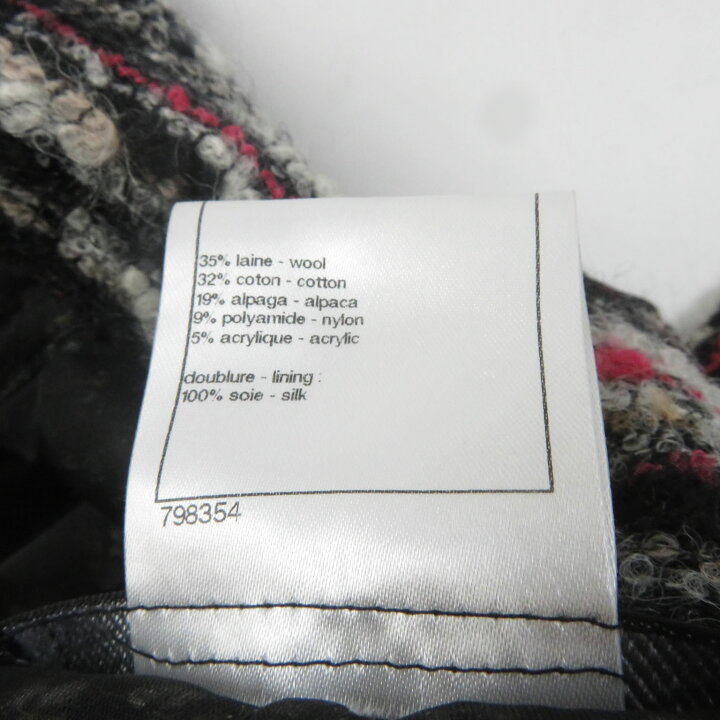 35% laine - wool
32% coton - cotton
19% alpaga - alpaca
9% polyamide - nylon
5% acrylique - acrylic
doublure - lining :
100% soie - silk
798354